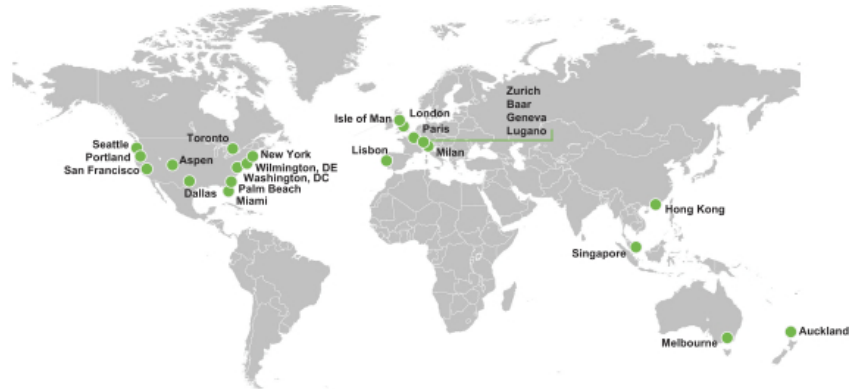 Zurich
Baar
Geneva
Lugano
London
Isle of Man
Paris
Milan
Lisbon
Seattle
Portland
San Francisco
Toronto
Aspen
New York
Wilmington, DE
Washington, DC
Palm Beach
Miami
Dallas
Hong Kong
Singapore
Melbourne
Auckland